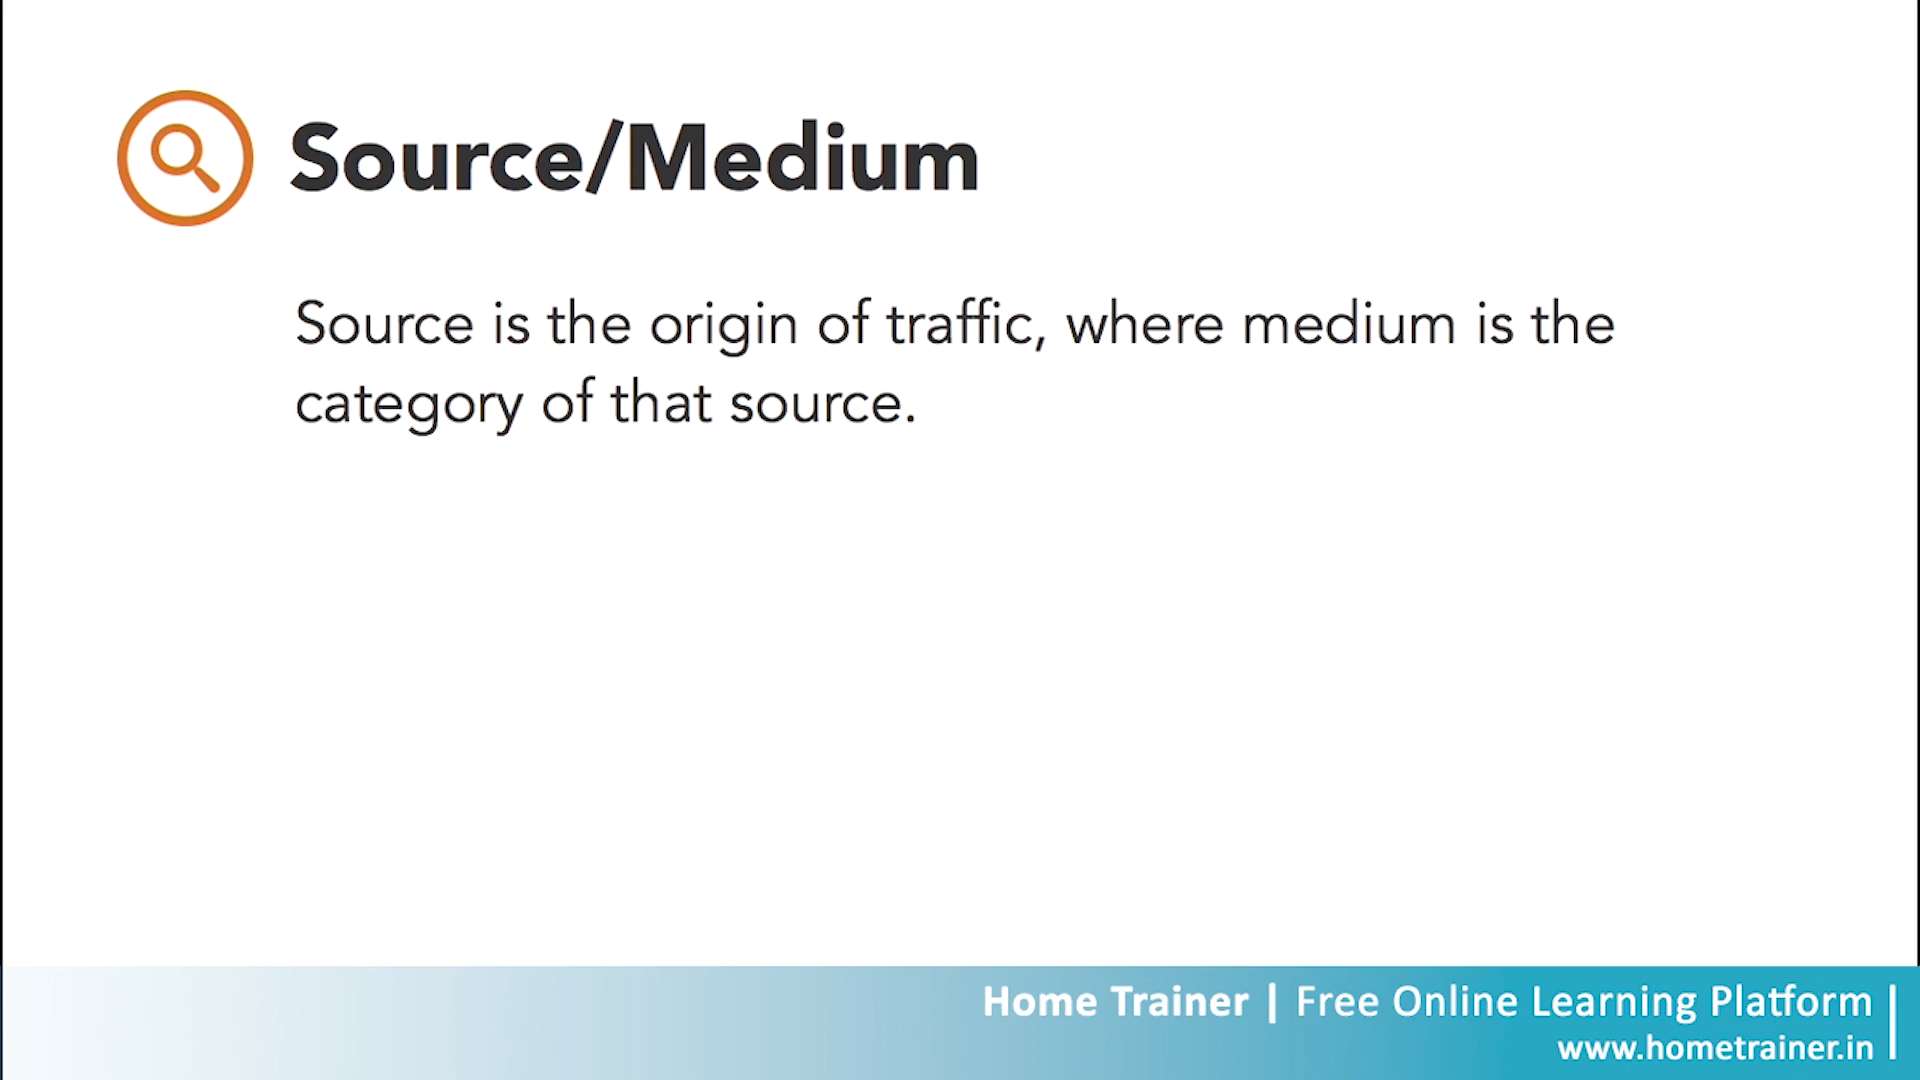 Source/Medium
Source is the origin of traffic, where medium is the
category of that source.
Home Trainer | Free Online Learning Platform
www.hometrainer.in